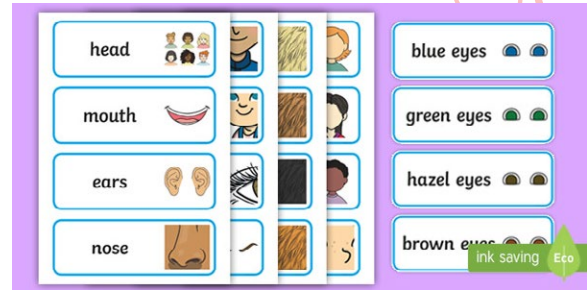 head
mouth
ears
nose
blue eyes
green eyes
hazel eyes
brown eyes
ink saving Eco